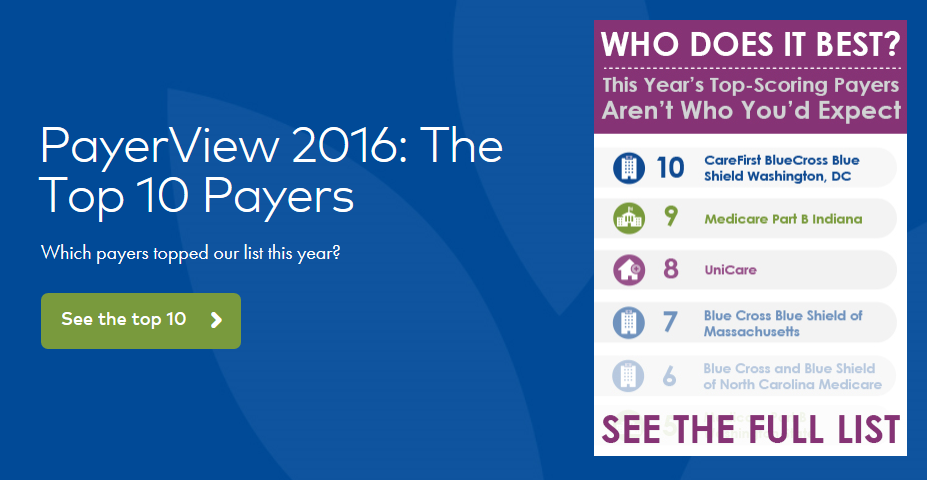 PayerView 2016: The
Top 10 Payers
Which payers topped our list this year?
See the top 10
WHO DOES IT BEST?
This Year's Top-Scoring Payers
Aren't Who You'd Expect
10 CareFirst BlueCross Blue
Shield Washington, DC
9 Medicare Part B Indiana
8 UniCare
7 Blue Cross Blue Shield of
Massachusetts
6 Blue Cross and Blue Shield
of North Carolina Medicare
SEE THE FULL LIST